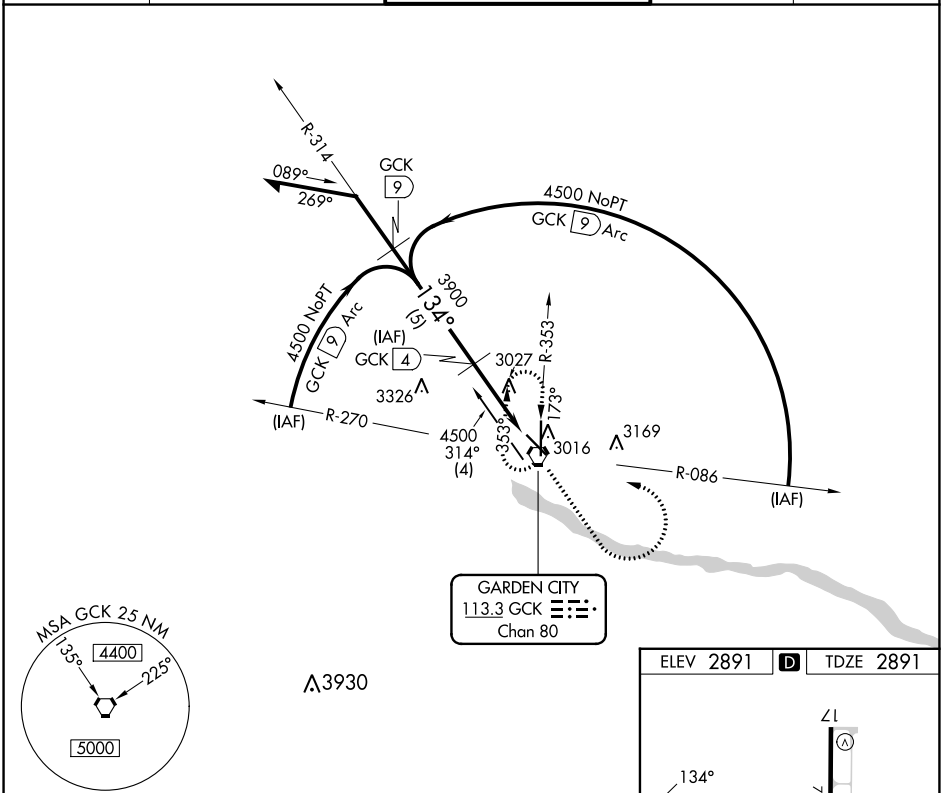 R-314
089°
269°
GCK
9
4500 NoPT
GCK 9 Arc
4500 NoPT
GCK 9 Arc
3900
134°
(5)
(IAF)
GCK 4
3027
R-353
3326
(IAF)
R-270
4500
314°
(4)
353°
173°
3016
3169
R-086
(IAF)
GARDEN CITY
113.3 GCK
Chan 80
MSA GCK 25 NM
135°
4400
225°
5000
3930
ELEV 2891
D
TDZE 2891
17
V
134°